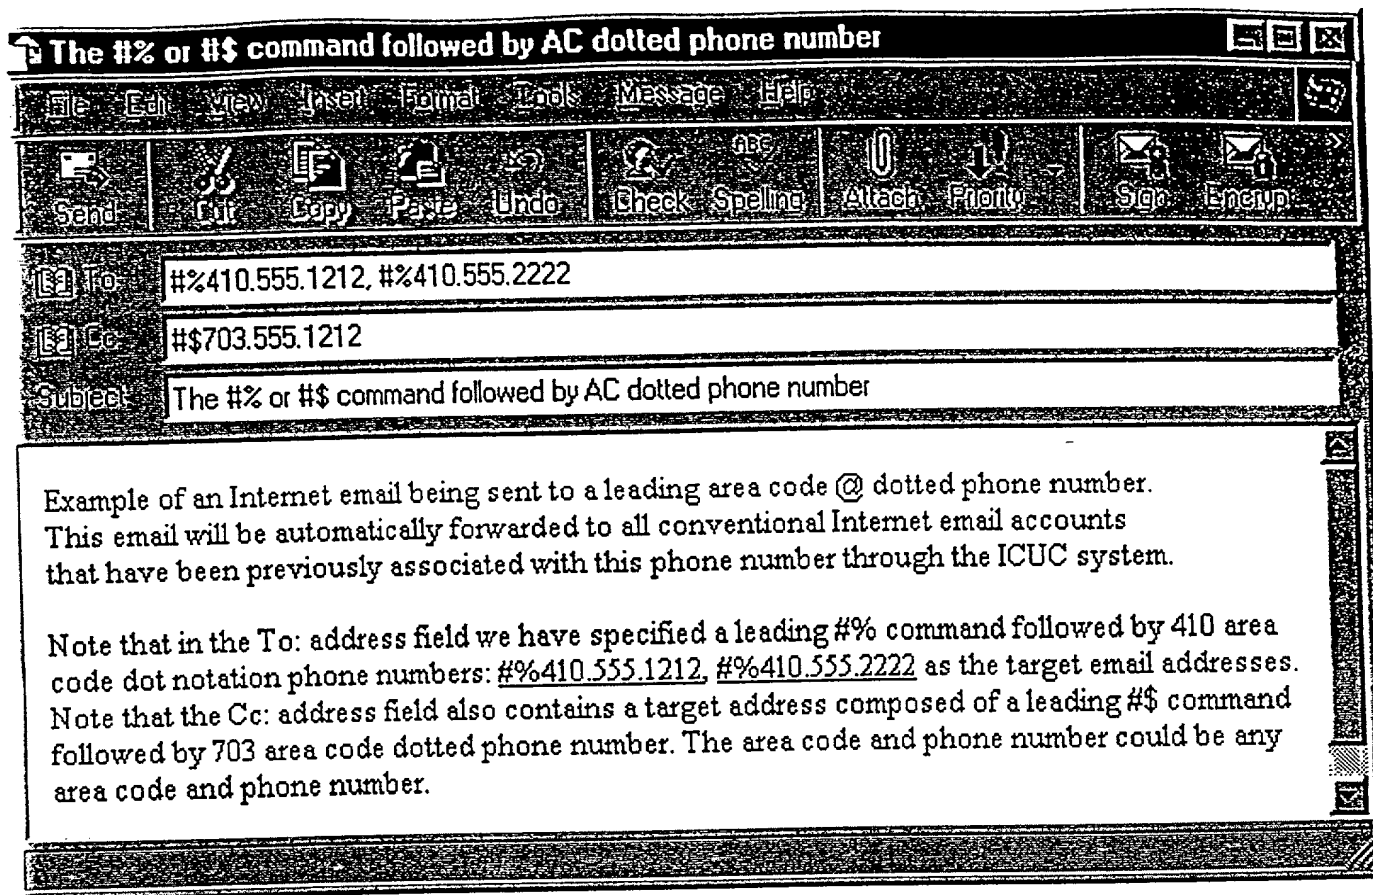 The #% or #$ command followed by AC dotted phone number
File Edit View Insert Format Tools Message Help
Send Cut Copy Paste Undo Check ABC Spelling Attach Priority Sign Encrypt
To: #%410.555.1212, #%410.555.2222
Cc: #$703.555.1212
Subject: The #% or #$ command followed by AC dotted phone number
Example of an Internet email being sent to a leading area code @ dotted phone number.
This email will be automatically forwarded to all conventional Internet email accounts
that have been previously associated with this phone number through the ICUC system.
Note that in the To: address field we have specified a leading #% command followed by 410 area
code dot notation phone numbers: #%410.555.1212, #%410.555.2222 as the target email addresses.
Note that the Cc: address field also contains a target address composed of a leading #$ command
followed by 703 area code dotted phone number. The area code and phone number could be any
area code and phone number.